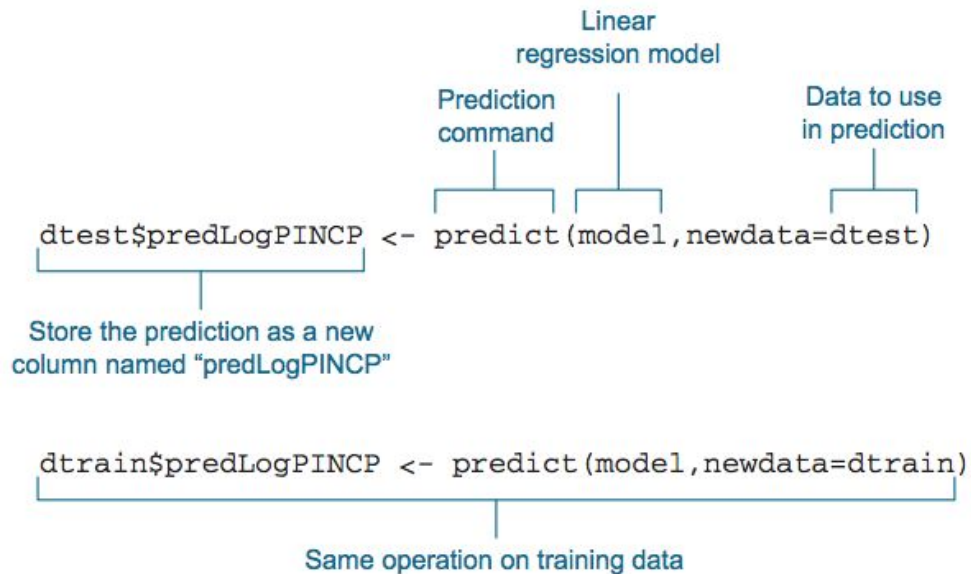 Linear
regression model
Prediction
command
Data to use
in prediction
dtest$predLogPINCP <- predict(model,newdata=dtest)
Store the prediction as a new
column named “predLogPINCP”
dtrain$predLogPINCP <- predict(model,newdata=dtrain)
Same operation on training data